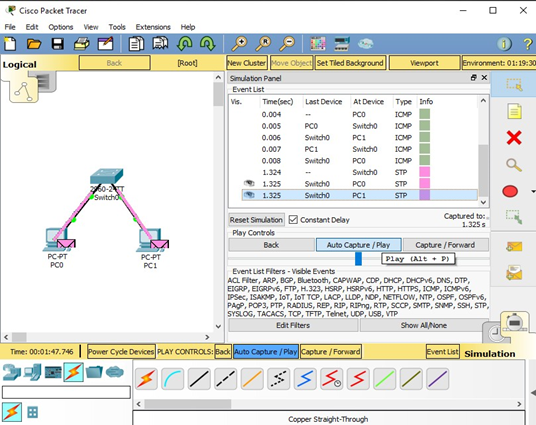 Cisco Packet Tracer
File Edit Options View Tools Extensions Help
Logical Back [Root] New Cluster Move Object Set Tiled Background Viewport Environment: 01:19:30
Simulation Panel
Event List
Vis. Time(sec) Last Device At Device Type Info
0.004 -- PC0 ICMP
0.005 PC0 Switch0 ICMP
0.006 Switch0 PC1 ICMP
0.007 PC1 Switch0 ICMP
0.008 Switch0 PC0 ICMP
1.324 -- Switch0 STP
1.325 Switch0 PC0 STP
1.325 Switch0 PC1 STP
Reset Simulation Constant Delay Captured to:
1.325 s
Play Controls
Back Auto Capture / Play Capture / Forward
Play (Alt + P)
Event List Filters - Visible Events
ACL Filter, ARP, BGP, Bluetooth, CAPWAP, CDP, DHCP, DHCPv6, DNS, DTP,
EIGRP, EIGRPv6, FTP, H.323, HSRP, HSRPv6, HTTP, HTTPS, ICMP, ICMPv6,
IPSec, ISAKMP, IoT, IoT TCP, LACP, LLDP, NDP, NETFLOW, NTP, OSPF, OSPFv6,
PAgP, POP3, PTP, RADIUS, REP, RIP, RIPng, RTP, SCCP, SMTP, SNMP, SSH, STP,
SYSLOG, TACACS, TCP, TFTP, Telnet, UDP, USB, VTP
Edit Filters Show All/None
2960-24TT
Switch0
PC-PT
PC0
PC-PT
PC1
Time: 00:01:47.746 Power Cycle Devices PLAY CONTROLS: Back Auto Capture / Play Capture / Forward Event List Simulation
Copper Straight-Through